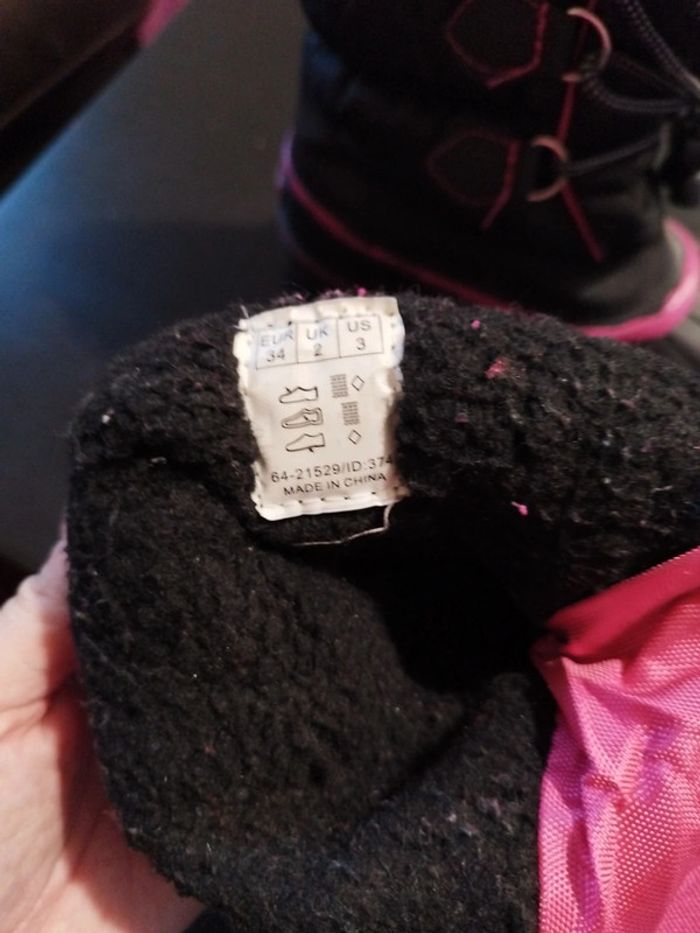 EUR UK US
34 2 3
64-21529/ID:374
MADE IN CHINA